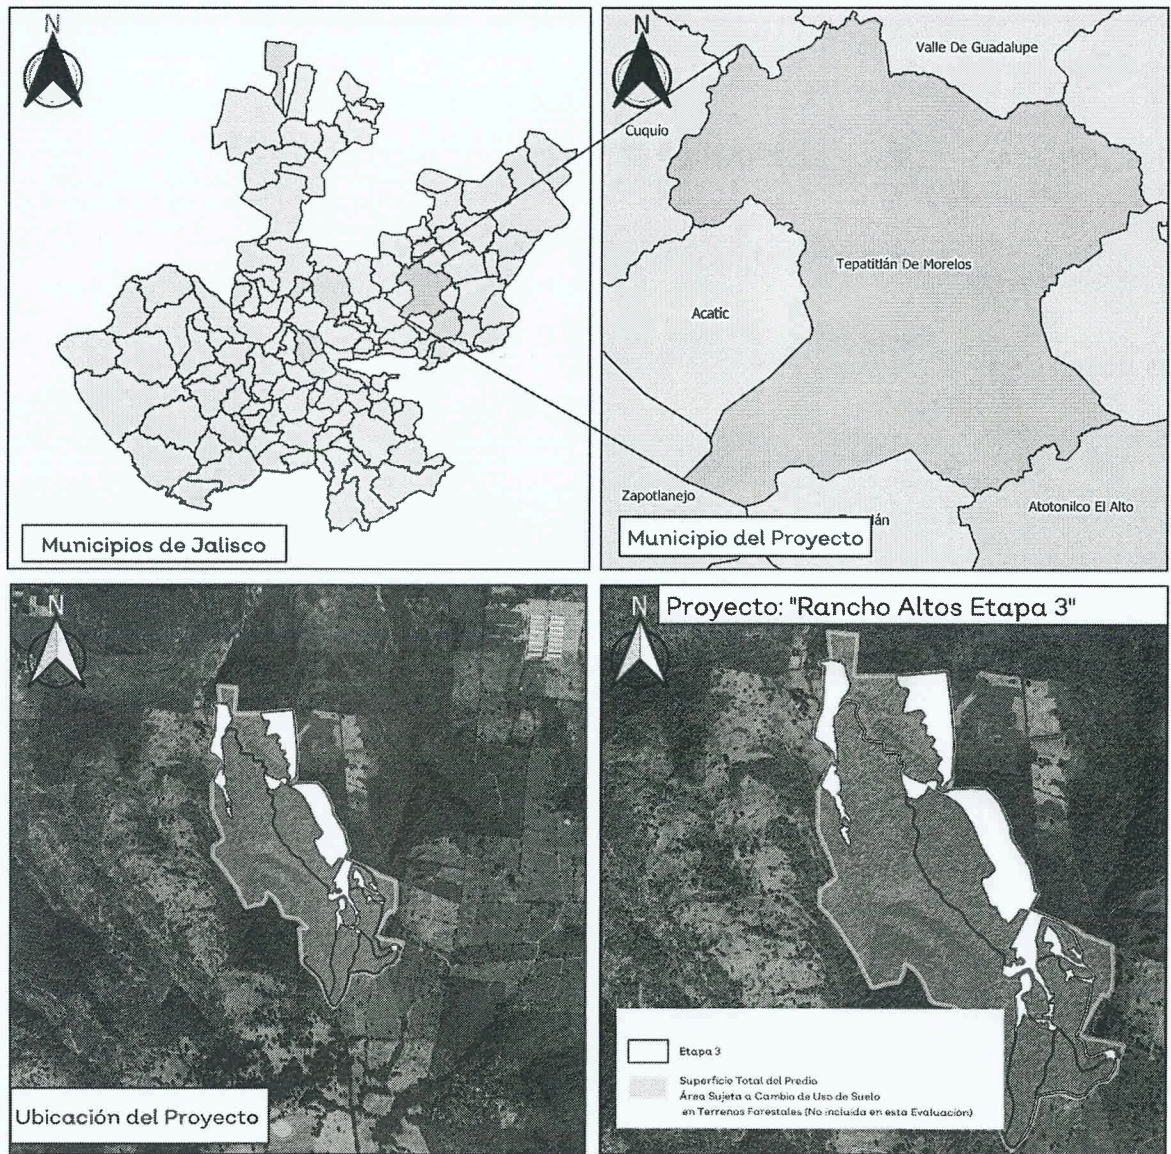 N
Municipios de Jalisco
N
Valle De Guadalupe
Cuquío
Tepatitlán De Morelos
Acatic
Zapotlanejo
lán
Atotonilco El Alto
Municipio del Proyecto
N
Ubicación del Proyecto
N
Proyecto: "Rancho Altos Etapa 3"
Etapa 3
Superficie Total del Predio
Área Sujeta a Cambio de Uso de Suelo
en Terrenos Forestales (No incluida en esta Evaluación)